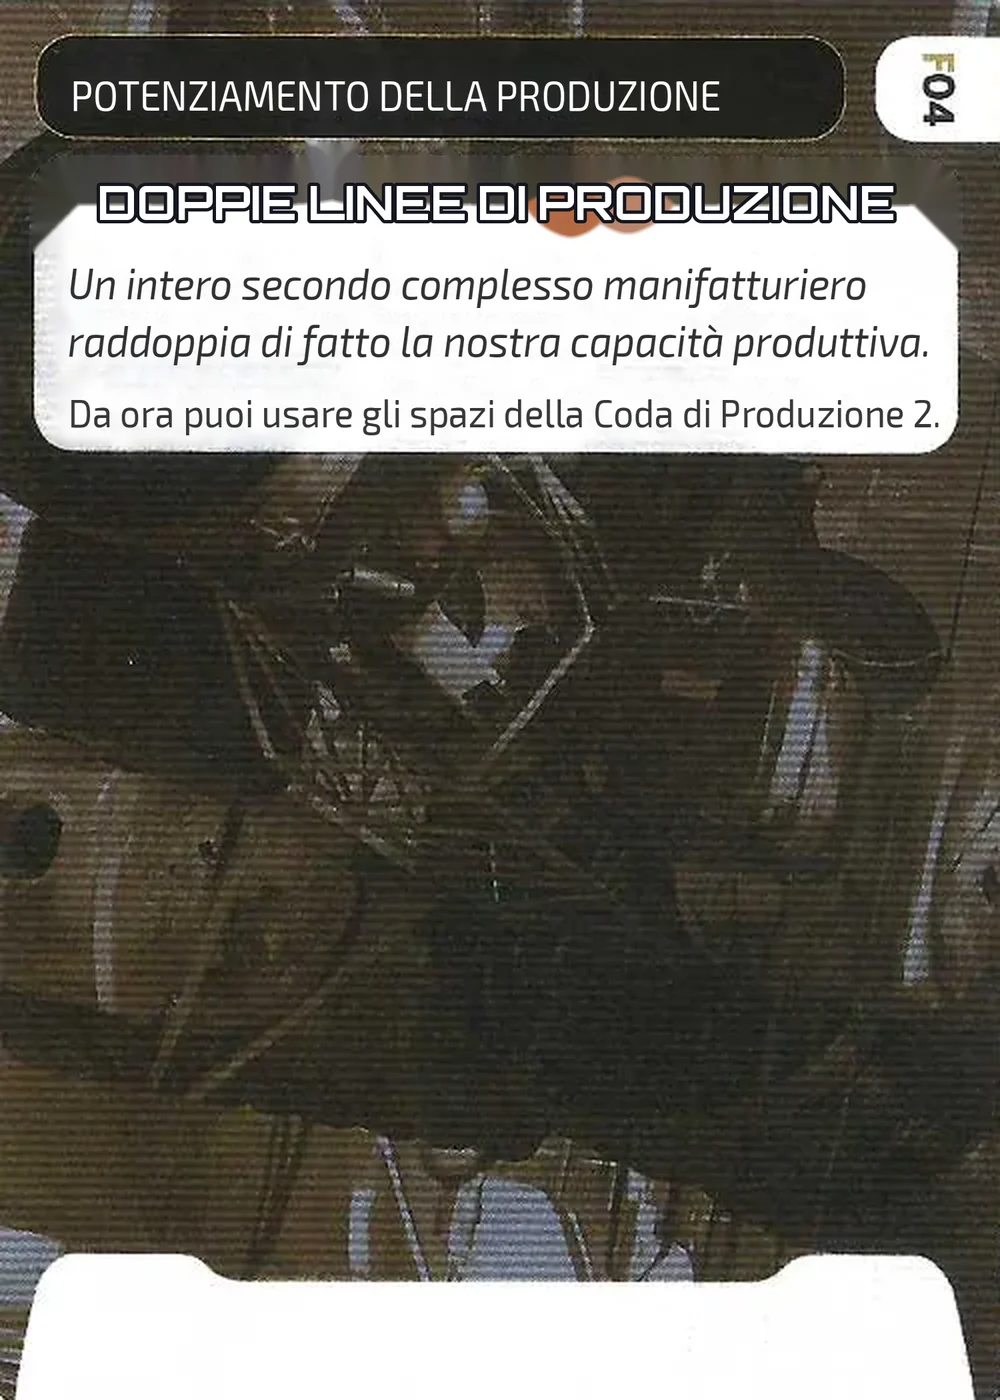 POTENZIAMENTO DELLA PRODUZIONE
F04
DOPPIE LINEE DI PRODUZIONE
Un intero secondo complesso manifatturiero
raddoppia di fatto la nostra capacità produttiva.
Da ora puoi usare gli spazi della Coda di Produzione 2.